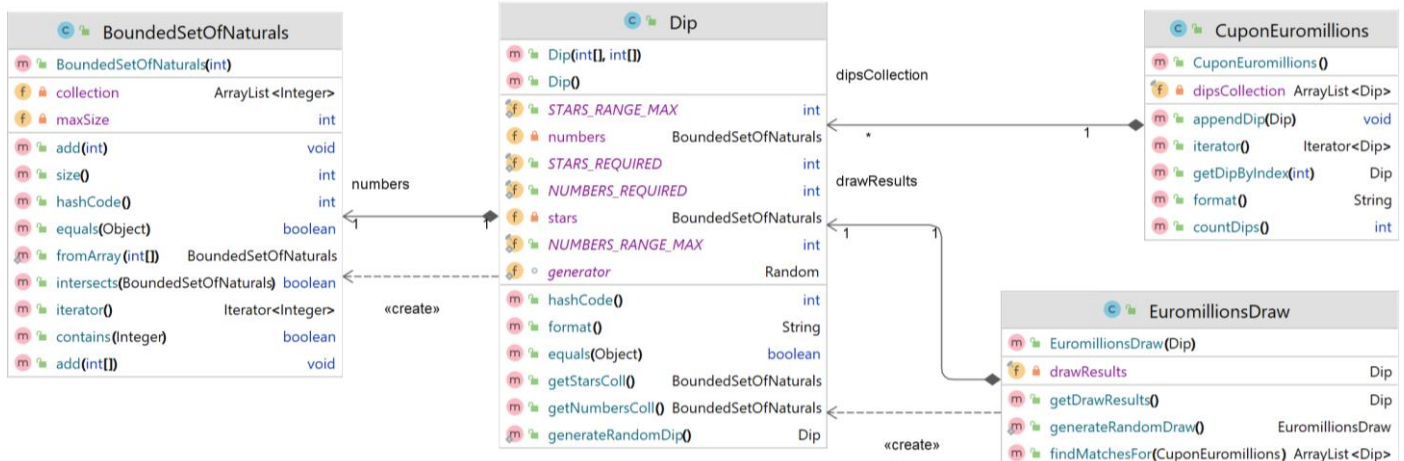 BoundedSetOfNaturals
BoundedSetOfNaturals(int)
collection ArrayList<Integer>
maxSize int
add(int) void
size() int
hashCode() int
equals(Object) boolean
fromArray(int[]) BoundedSetOfNaturals
intersects(BoundedSetOfNaturals) boolean
iterator() Iterator<Integer>
contains(Integer) boolean
add(int[]) void
numbers
1 1
«create»
Dip
Dip(int[], int[])
Dip()
STARS_RANGE_MAX int
numbers BoundedSetOfNaturals
STARS_REQUIRED int
NUMBERS_REQUIRED int
stars BoundedSetOfNaturals
NUMBERS_RANGE_MAX int
generator Random
hashCode() int
format() String
equals(Object) boolean
getStarsColl() BoundedSetOfNaturals
getNumbersColl() BoundedSetOfNaturals
generateRandomDip() Dip
dipsCollection
* 1
drawResults
1 1
«create»
CuponEuromillions
CuponEuromillions()
dipsCollection ArrayList<Dip>
appendDip(Dip) void
iterator() Iterator<Dip>
getDipByIndex(int) Dip
format() String
countDips() int
EuromillionsDraw
EuromillionsDraw(Dip)
drawResults Dip
getDrawResults() Dip
generateRandomDraw() EuromillionsDraw
findMatchesFor(CuponEuromillions) ArrayList<Dip>